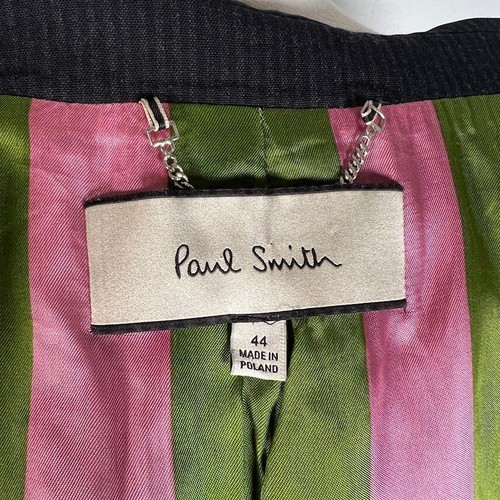 Paul Smith
44
MADE IN
POLAND